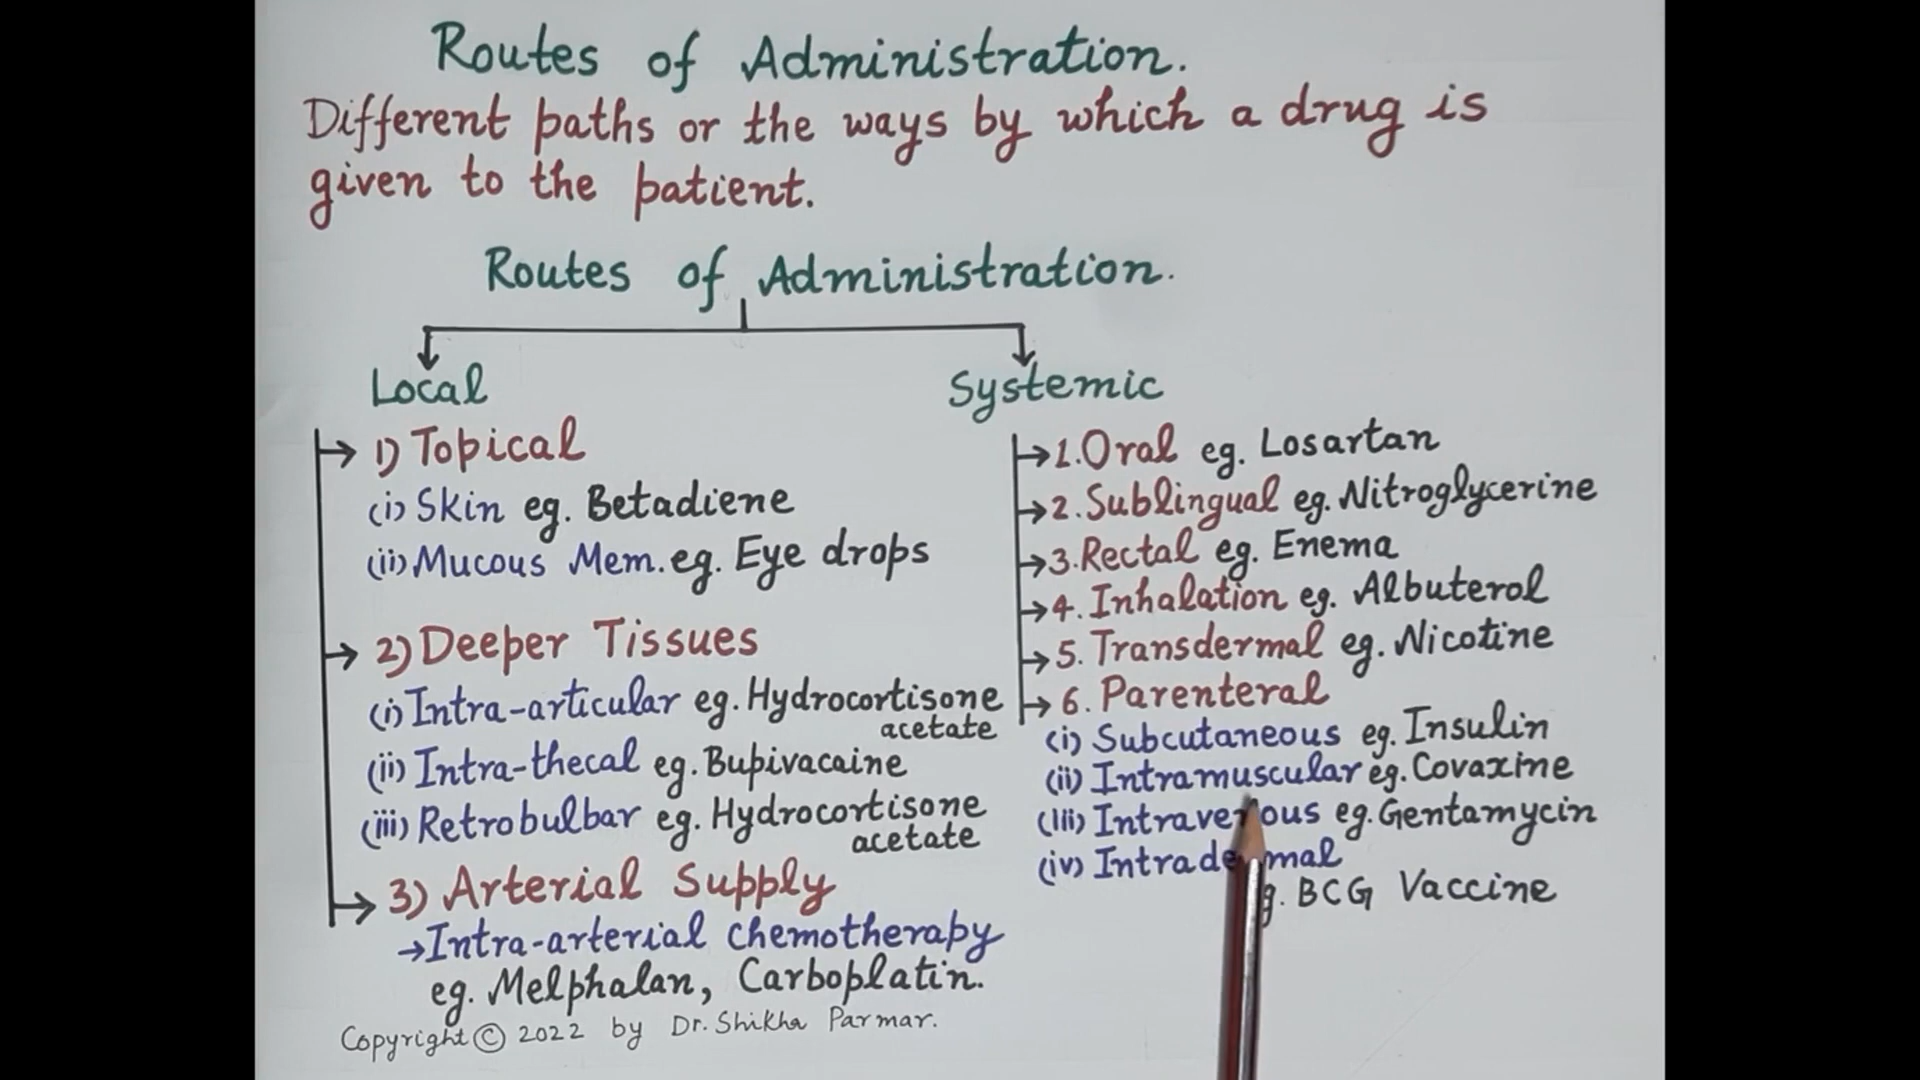 Routes of Administration.
Different paths or the ways by which a drug is
given to the patient.
Routes of Administration.
Local
1) Topical
(i) Skin eg. Betadiene
(ii) Mucous Mem. eg. Eye drops
2) Deeper Tissues
(i) Intra-articular eg. Hydrocortisone
acetate
(ii) Intra-thecal eg. Bupivacaine
(iii) Retrobulbar eg. Hydrocortisone
acetate
3) Arterial Supply
→Intra-arterial chemotherapy
eg. Melphalan, Carboplatin.
Systemic
1. Oral eg. Losartan
2. Sublingual eg. Nitroglycerine
3. Rectal eg. Enema
4. Inhalation eg. Albuterol
5. Transdermal eg. Nicotine
6. Parenteral
(i) Subcutaneous eg. Insulin
(ii) Intramuscular eg. Covaxine
(iii) Intravenous eg. Gentamycin
(iv) Intradermal
eg. BCG Vaccine
Copyright © 2022 by Dr. Shikha Parmar.